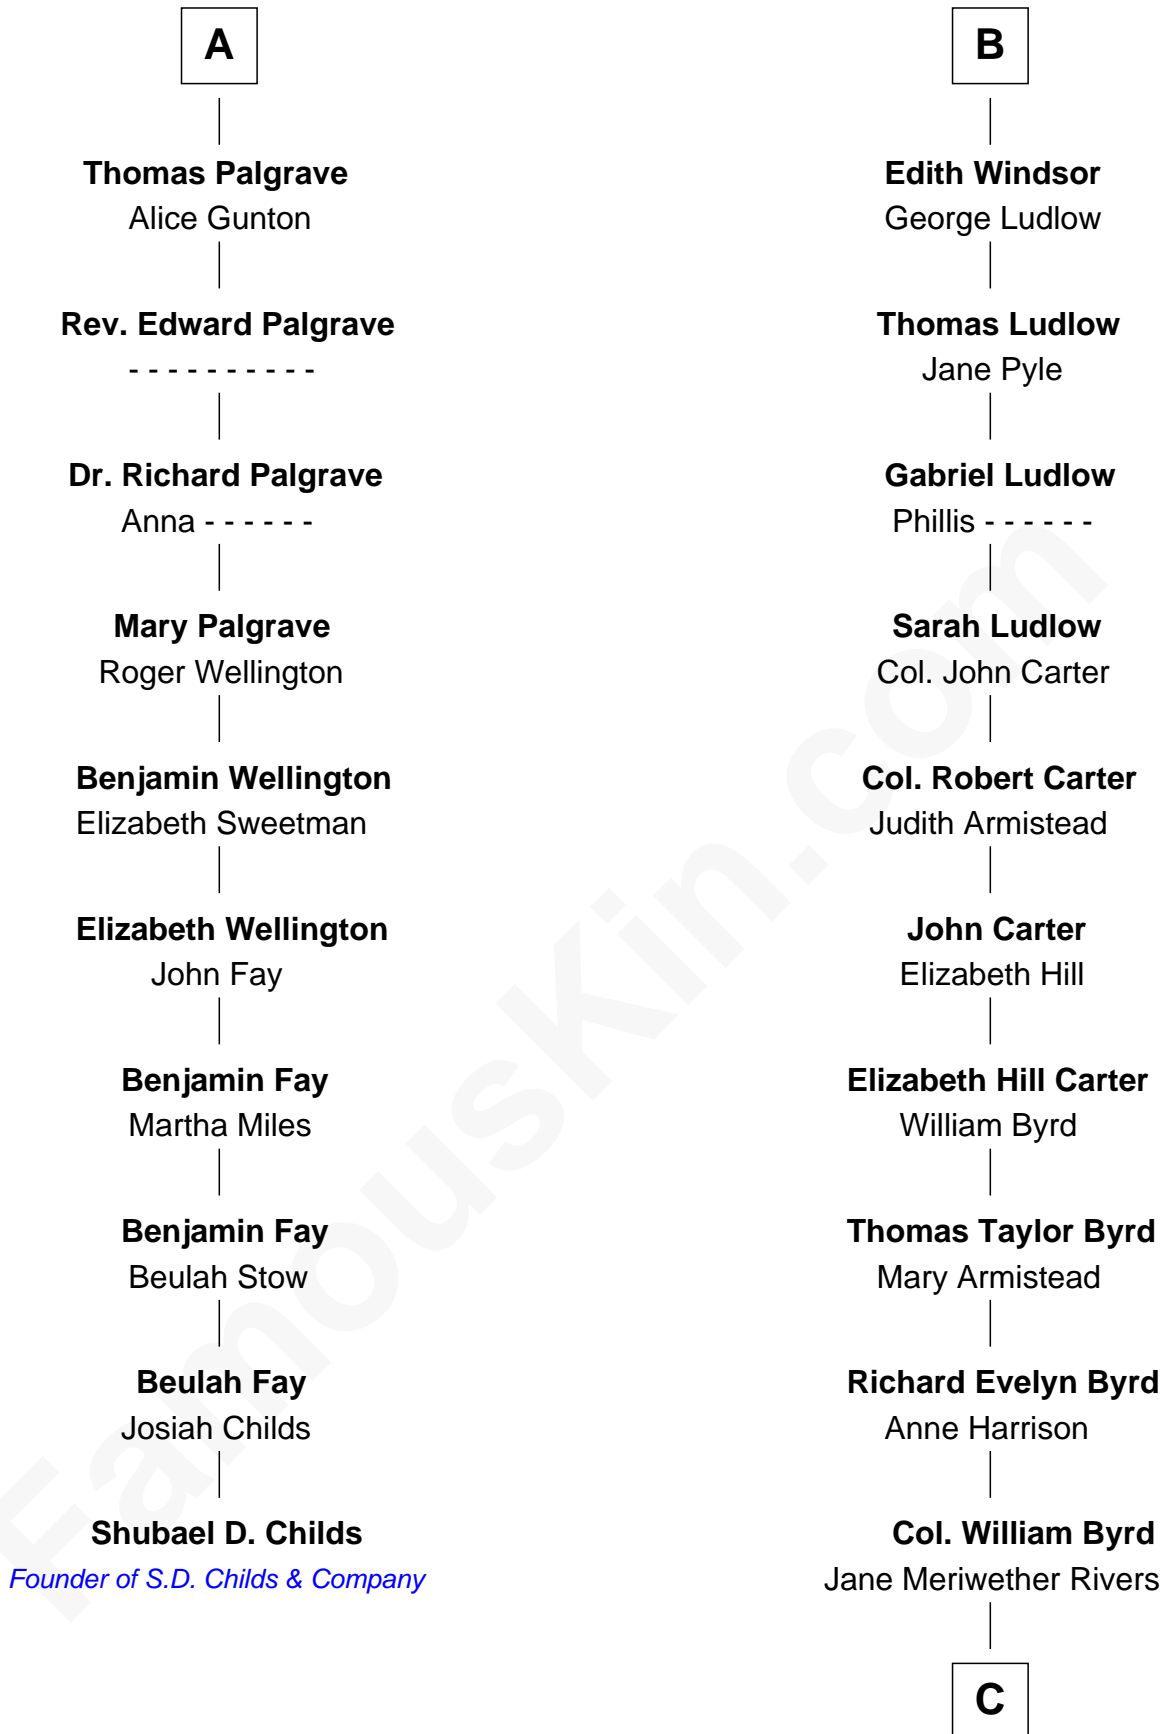 A
Thomas Palgrave
Alice Gunton
Rev. Edward Palgrave
- - - - - - - - - -
Dr. Richard Palgrave
Anna - - - - - -
Mary Palgrave
Roger Wellington
Benjamin Wellington
Elizabeth Sweetman
Elizabeth Wellington
John Fay
Benjamin Fay
Martha Miles
Benjamin Fay
Beulah Stow
Beulah Fay
Josiah Childs
Shubael D. Childs
Founder of S.D. Childs & Company
B
Edith Windsor
George Ludlow
Thomas Ludlow
Jane Pyle
Gabriel Ludlow
Phillis - - - - - -
Sarah Ludlow
Col. John Carter
Col. Robert Carter
Judith Armistead
John Carter
Elizabeth Hill
Elizabeth Hill Carter
William Byrd
Thomas Taylor Byrd
Mary Armistead
Richard Evelyn Byrd
Anne Harrison
Col. William Byrd
Jane Meriwether Rivers
C
FamousKin.com